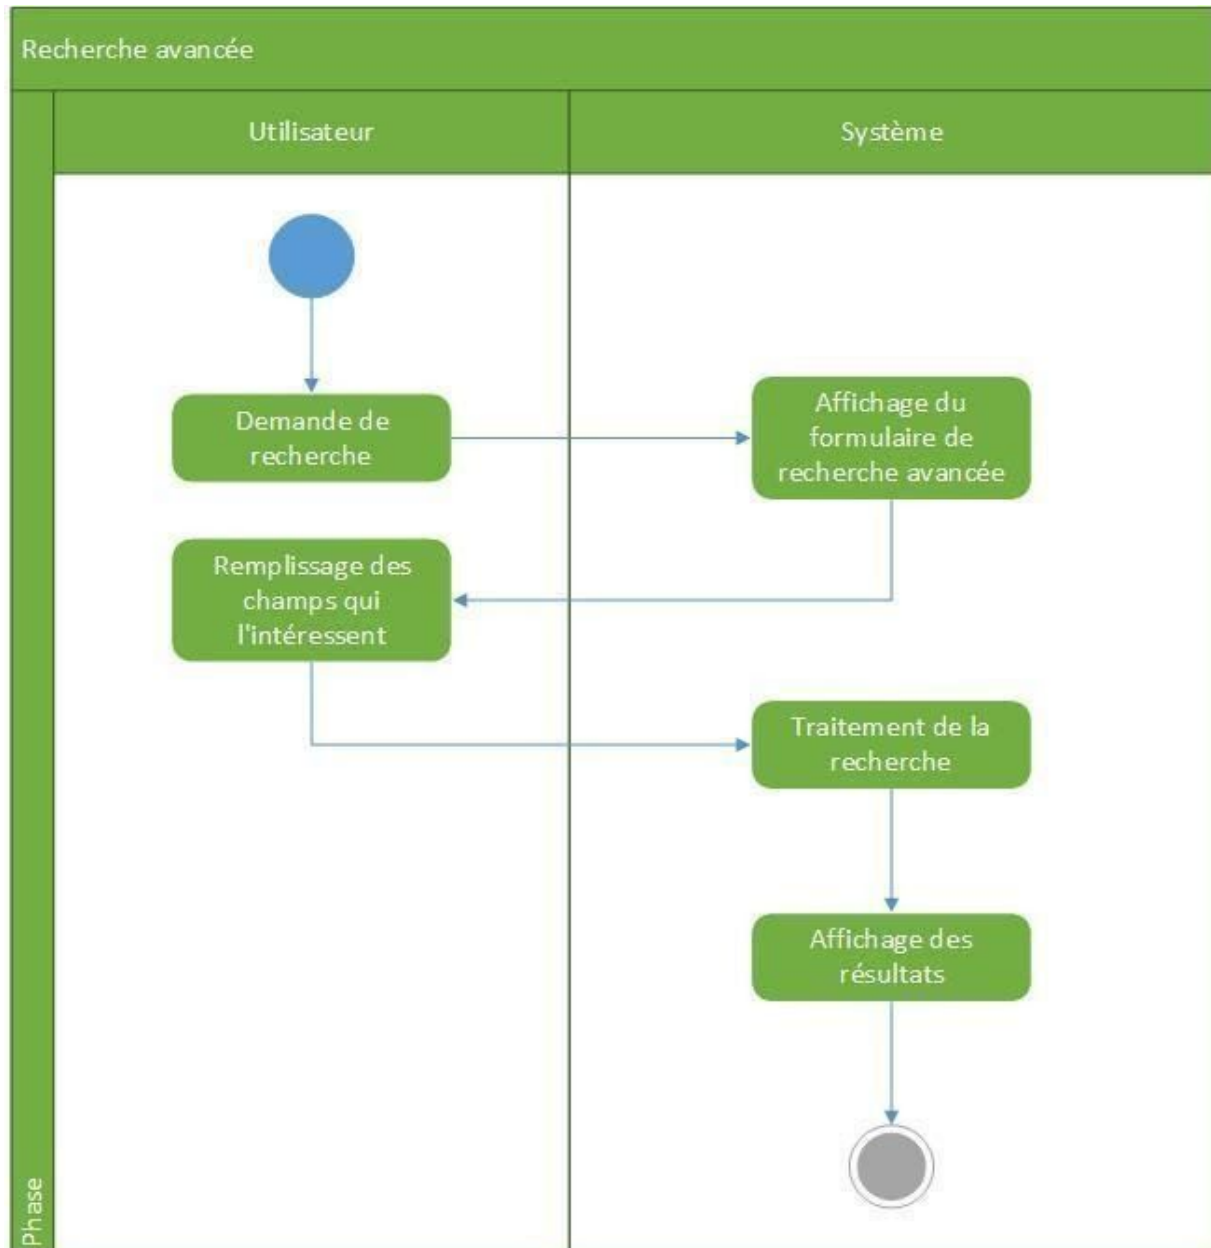 Recherche avancée
Utilisateur
Système
Demande de
recherche
Affichage du
formulaire de
recherche avancée
Remplissage des
champs qui
l'intéressent
Traitement de la
recherche
Affichage des
résultats
Phase